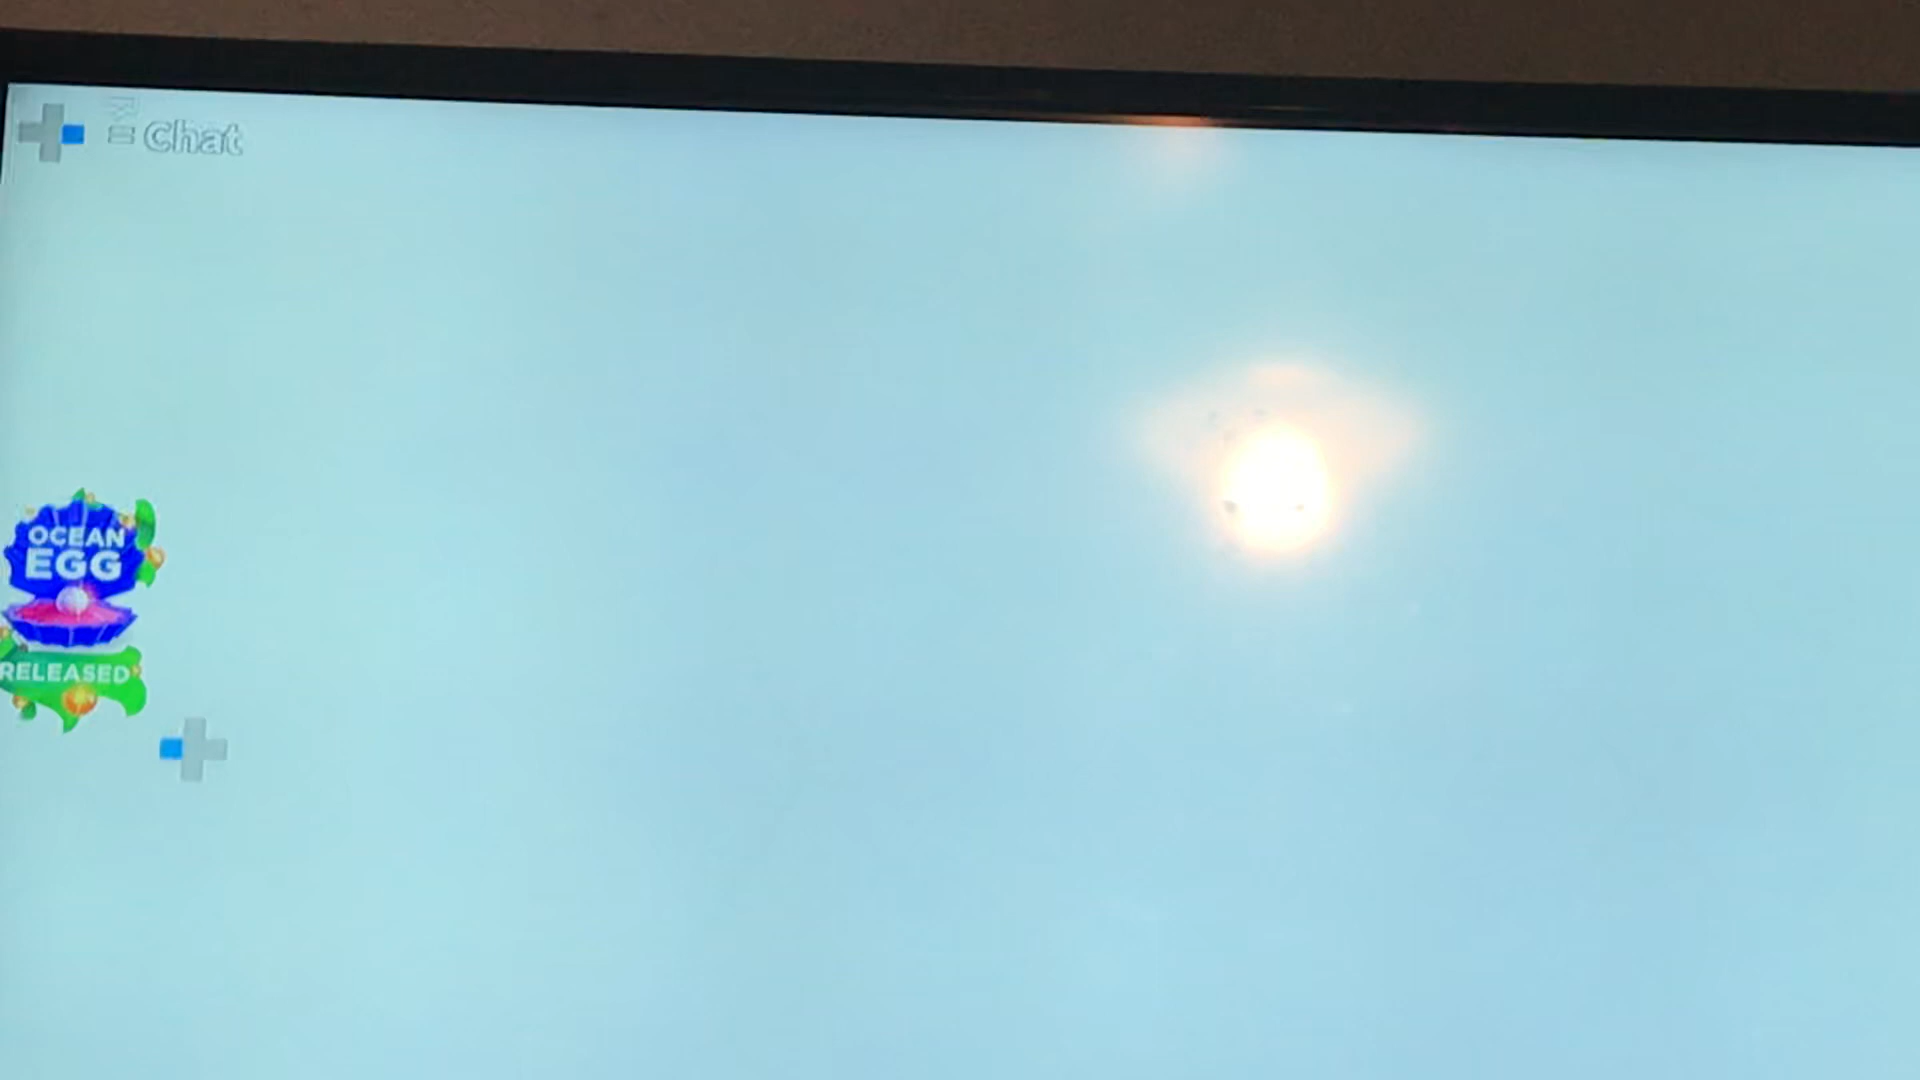 = Chat
OCEAN
EGG
RELEASED